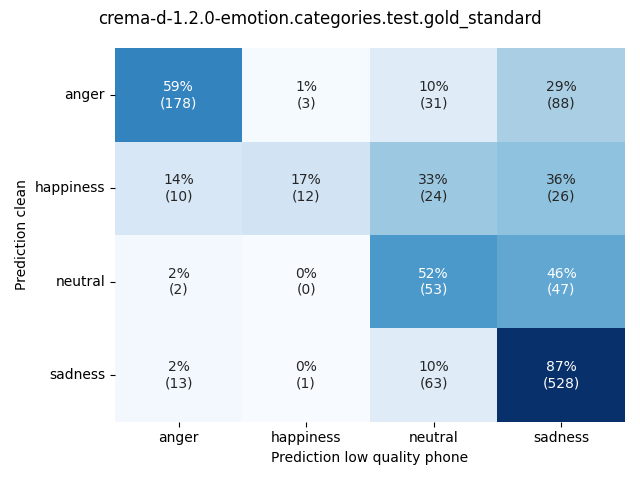 crema-d-1.2.0-emotion.categories.test.gold_standard
anger
59%
(178)
1%
(3)
10%
(31)
29%
(88)
happiness
14%
(10)
17%
(12)
33%
(24)
36%
(26)
neutral
2%
(2)
0%
(0)
52%
(53)
46%
(47)
sadness
2%
(13)
0%
(1)
10%
(63)
87%
(528)
Prediction clean
anger
happiness
neutral
sadness
Prediction low quality phone